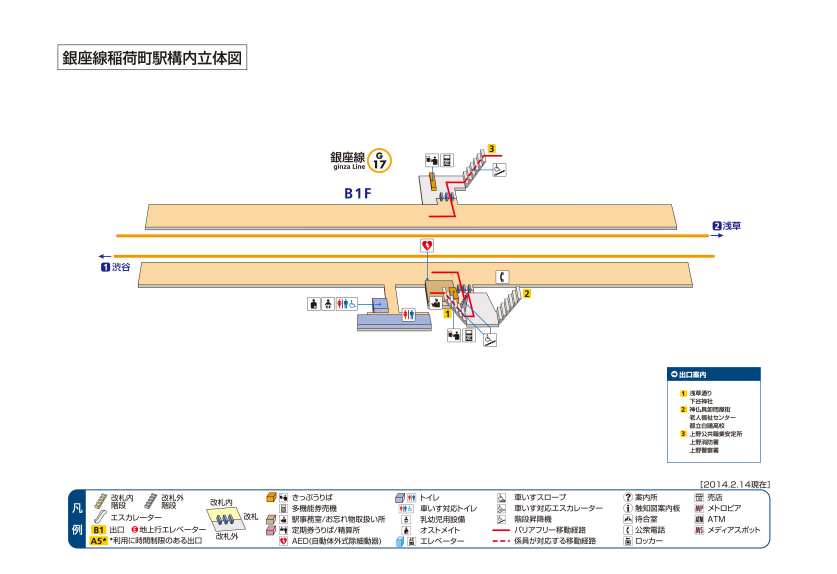 銀座線稲荷町駅構内立体図
銀座線
ginza Line
G
17
B1F
3
2 浅草
1 渋谷
2
1
出口案内
1 浅草通り
下谷神社
2 神仏具卸問屋街
老人福祉センター
都立白鷗高校
3 上野公共職業安定所
上野消防署
上野警察署
[2014.2.14現在]
凡例
改札内階段
改札外階段
エスカレーター
B1 出口
E 地上行エレベーター
A5* *利用に時間制限のある出口
改札内
改札
改札外
きっぷうりば
多機能券売機
駅事務室/お忘れ物取扱い所
定期券うりば/精算所
AED(自動体外式除細動器)
トイレ
車いす対応トイレ
乳幼児用設備
オストメイト
エレベーター
車いすスロープ
車いす対応エスカレーター
階段昇降機
バリアフリー移動経路
係員が対応する移動経路
案内所
触知図案内板
待合室
公衆電話
ロッカー
売店
MP メトロピア
ATM ATM
MS メディアスポット